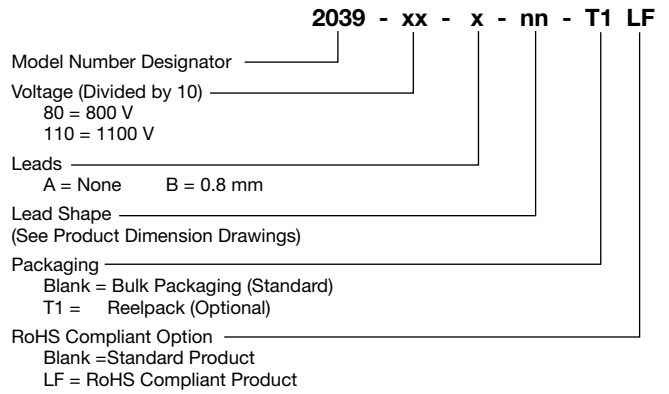 2039 - xx - x - nn - T1 LF
Model Number Designator
Voltage (Divided by 10)
80 = 800 V
110 = 1100 V
Leads
A = None B = 0.8 mm
Lead Shape
(See Product Dimension Drawings)
Packaging
Blank = Bulk Packaging (Standard)
T1 = Reelpack (Optional)
RoHS Compliant Option
Blank =Standard Product
LF = RoHS Compliant Product